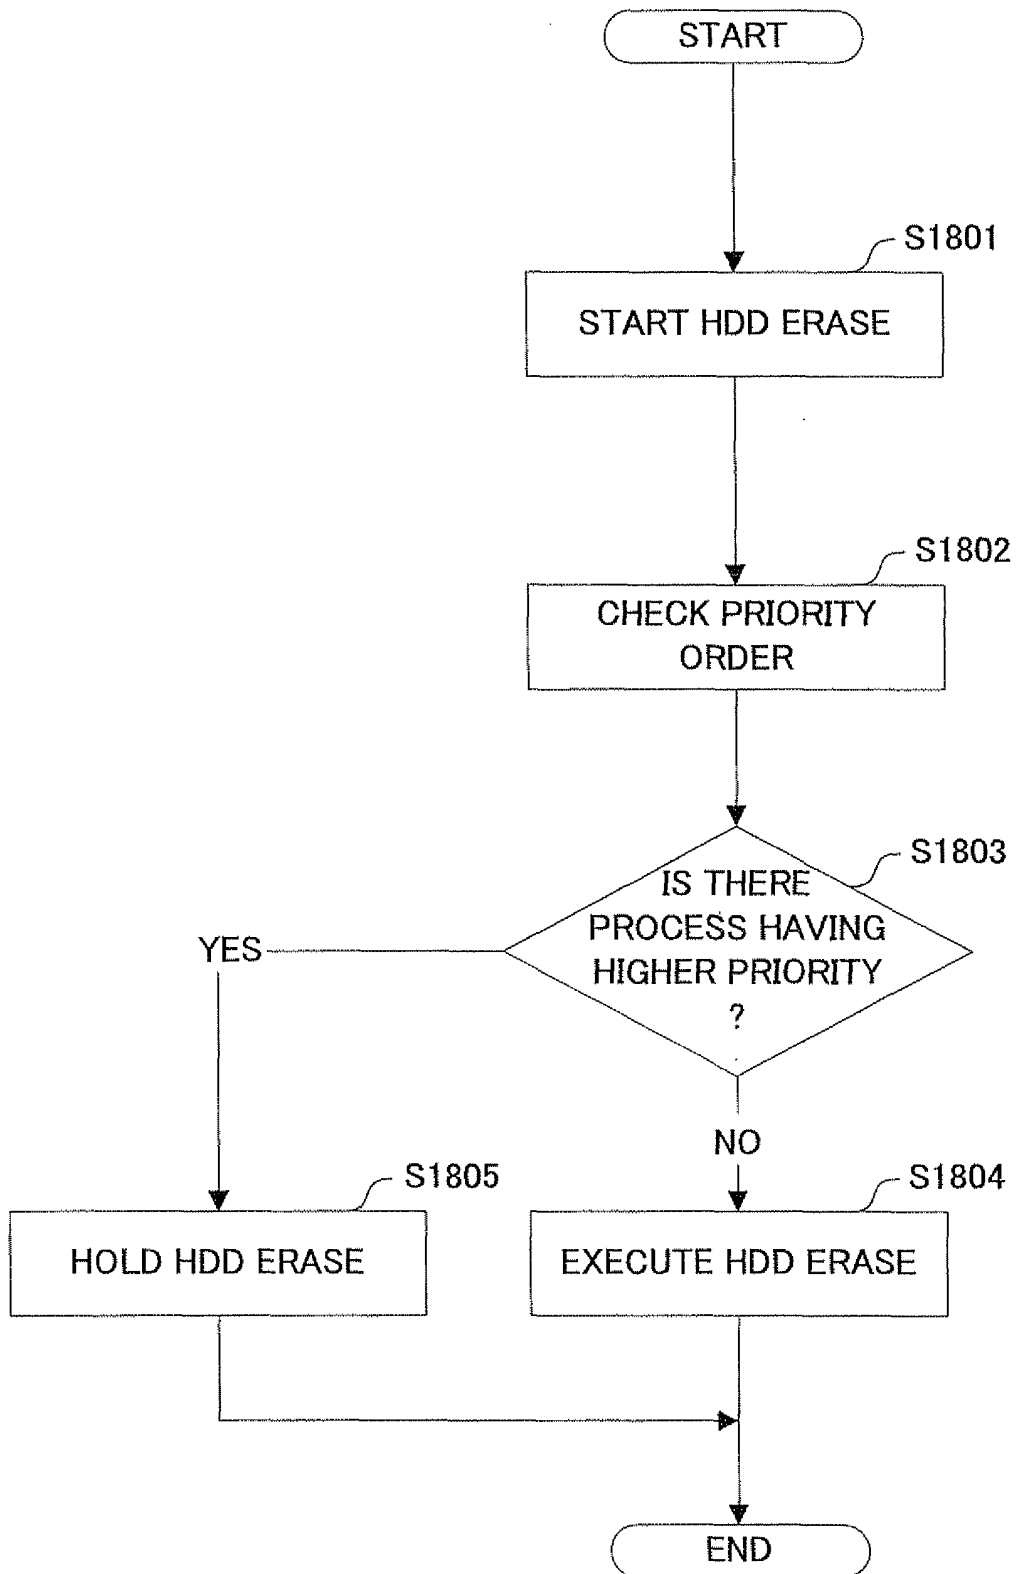 START
S1801
START HDD ERASE
S1802
CHECK PRIORITY
ORDER
S1803
IS THERE
PROCESS HAVING
HIGHER PRIORITY
?
YES
NO
S1805
HOLD HDD ERASE
S1804
EXECUTE HDD ERASE
END